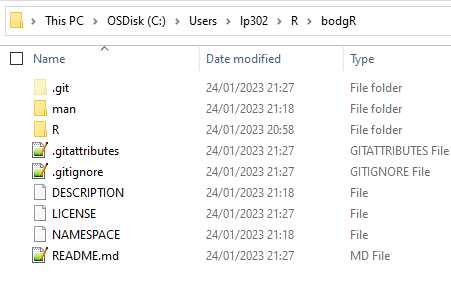 This PC > OSDisk (C:) > Users > lp302 > R > bodgR
Name Date modified Type
.git 24/01/2023 21:27 File folder
man 24/01/2023 21:18 File folder
R 24/01/2023 20:58 File folder
.gitattributes 24/01/2023 21:27 GITATTRIBUTES File
.gitignore 24/01/2023 21:27 GITIGNORE File
DESCRIPTION 24/01/2023 21:18 File
LICENSE 24/01/2023 21:27 File
NAMESPACE 24/01/2023 21:18 File
README.md 24/01/2023 21:27 MD File